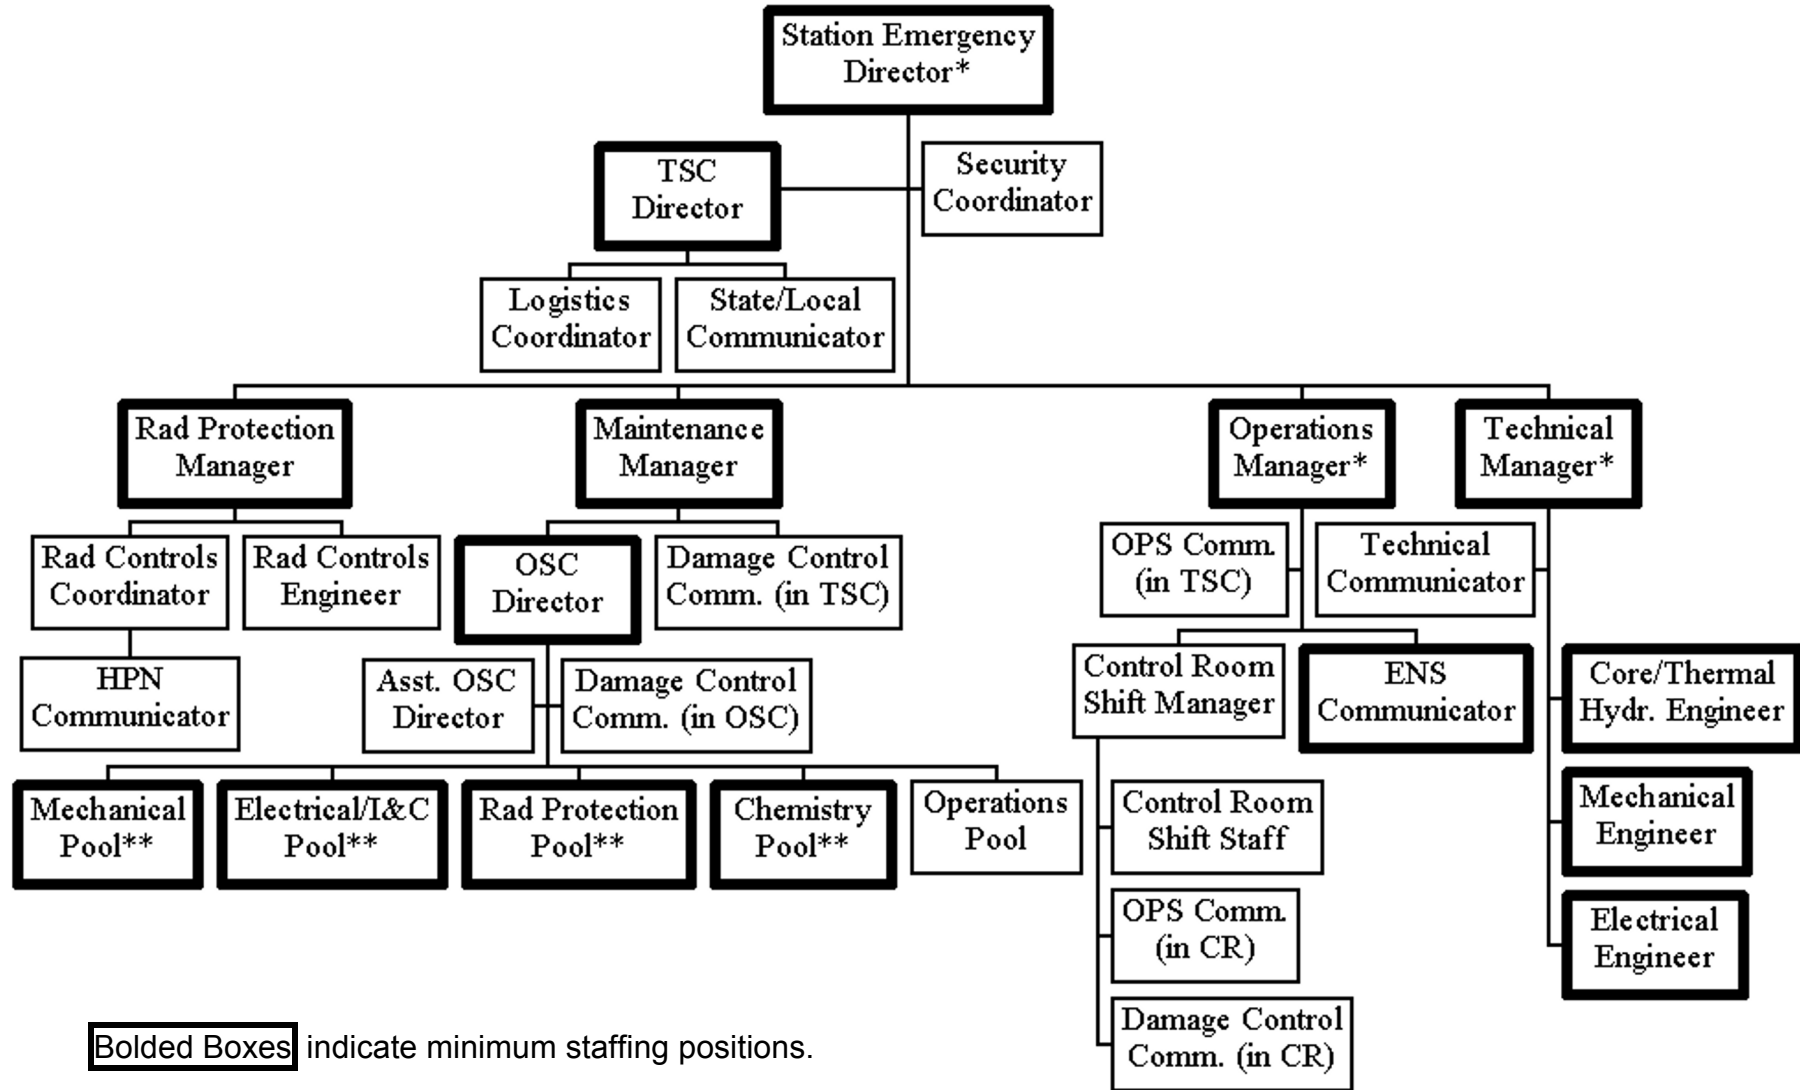 Station Emergency
Director*
TSC
Director
Security
Coordinator
Logistics
Coordinator
State/Local
Communicator
Rad Protection
Manager
Maintenance
Manager
Operations
Manager*
Technical
Manager*
Rad Controls
Coordinator
Rad Controls
Engineer
OSC
Director
Damage Control
Comm. (in TSC)
OPS Comm.
(in TSC)
Technical
Communicator
HPN
Communicator
Asst. OSC
Director
Damage Control
Comm. (in OSC)
Control Room
Shift Manager
ENS
Communicator
Core/Thermal
Hydr. Engineer
Mechanical
Pool**
Electrical/I&C
Pool**
Rad Protection
Pool**
Chemistry
Pool**
Operations
Pool
Control Room
Shift Staff
Mechanical
Engineer
OPS Comm.
(in CR)
Electrical
Engineer
Damage Control
Comm. (in CR)
Bolded Boxes indicate minimum staffing positions.